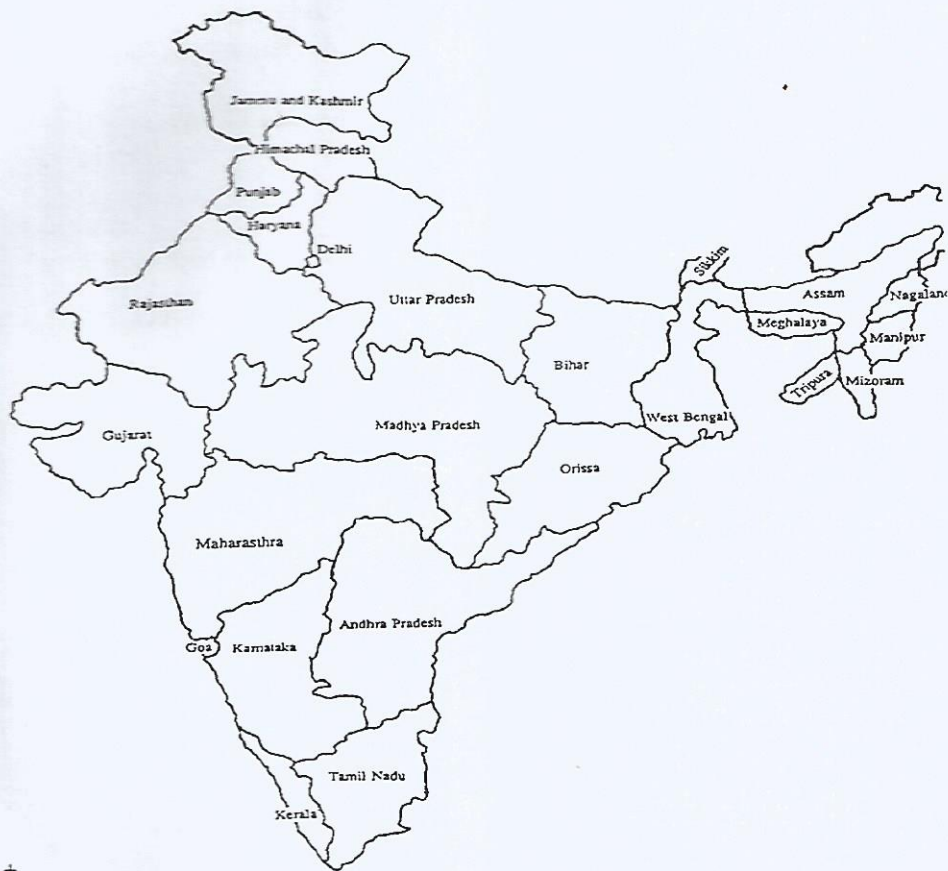 Jammu and Kashmir
Himachal Pradesh
Punjab
Haryana
Delhi
Rajasthan
Uttar Pradesh
Sikkim
Assam
Nagaland
Meghalaya
Manipur
Bihar
Tripura
Mizoram
West Bengal
Gujarat
Madhya Pradesh
Orissa
Maharasthra
Andhra Pradesh
Goa
Karnataka
Tamil Nadu
Kerala